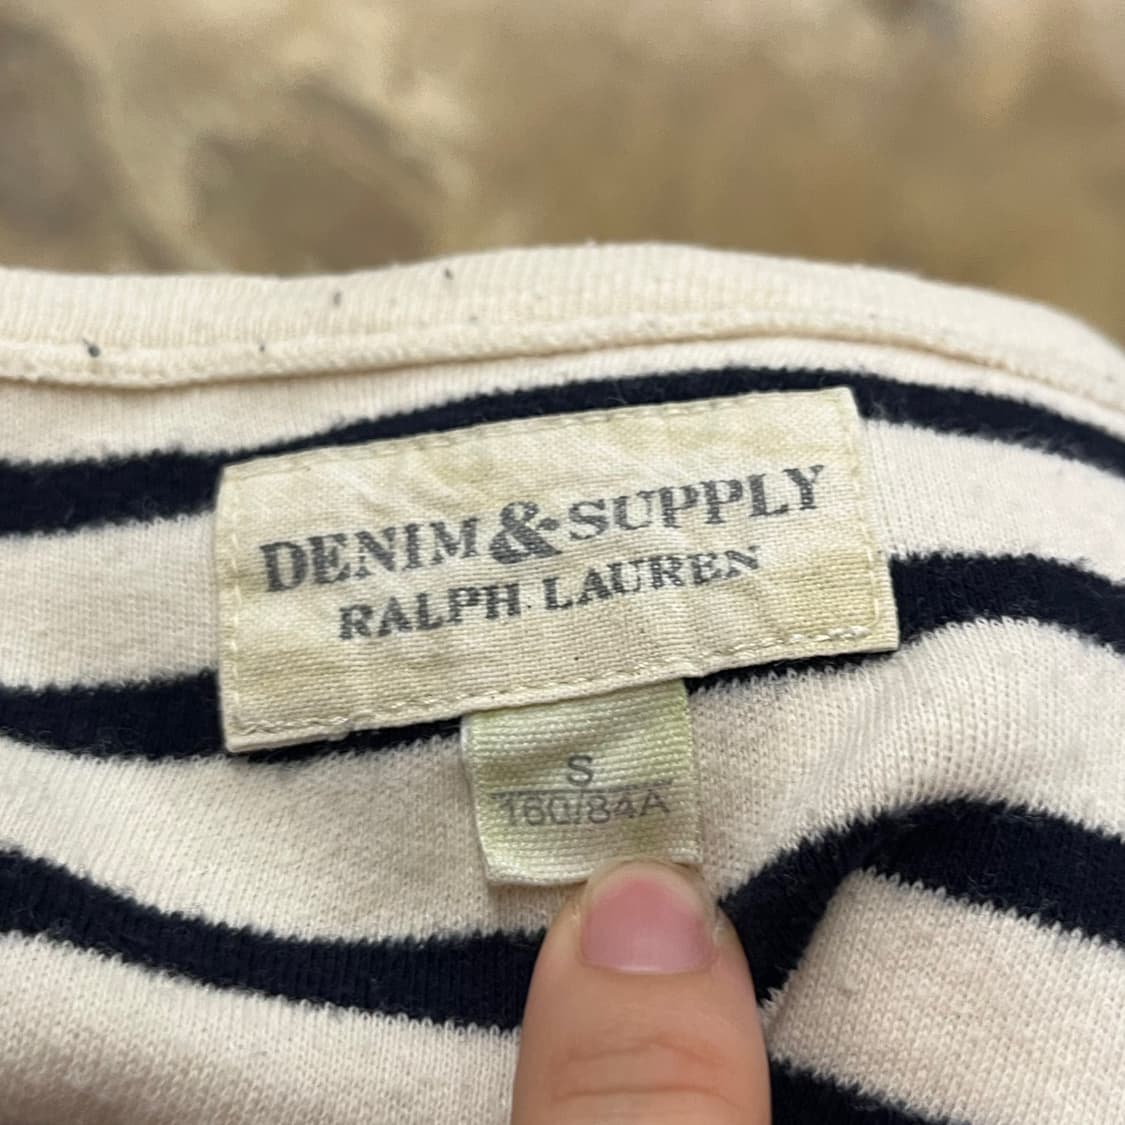 DENIM & SUPPLY
RALPH LAUREN
S
160/84A